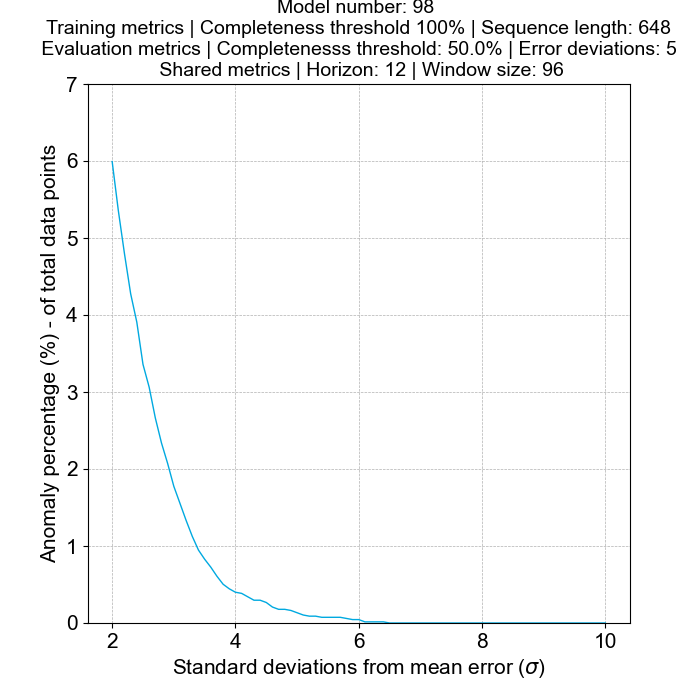 Model number: 98
Training metrics | Completeness threshold 100% | Sequence length: 648
Evaluation metrics | Completenesss threshold: 50.0% | Error deviations: 5
Shared metrics | Horizon: 12 | Window size: 96
Anomaly percentage (%) - of total data points
7
6
5
4
3
2
1
0
2 4 6 8 10
Standard deviations from mean error (σ)